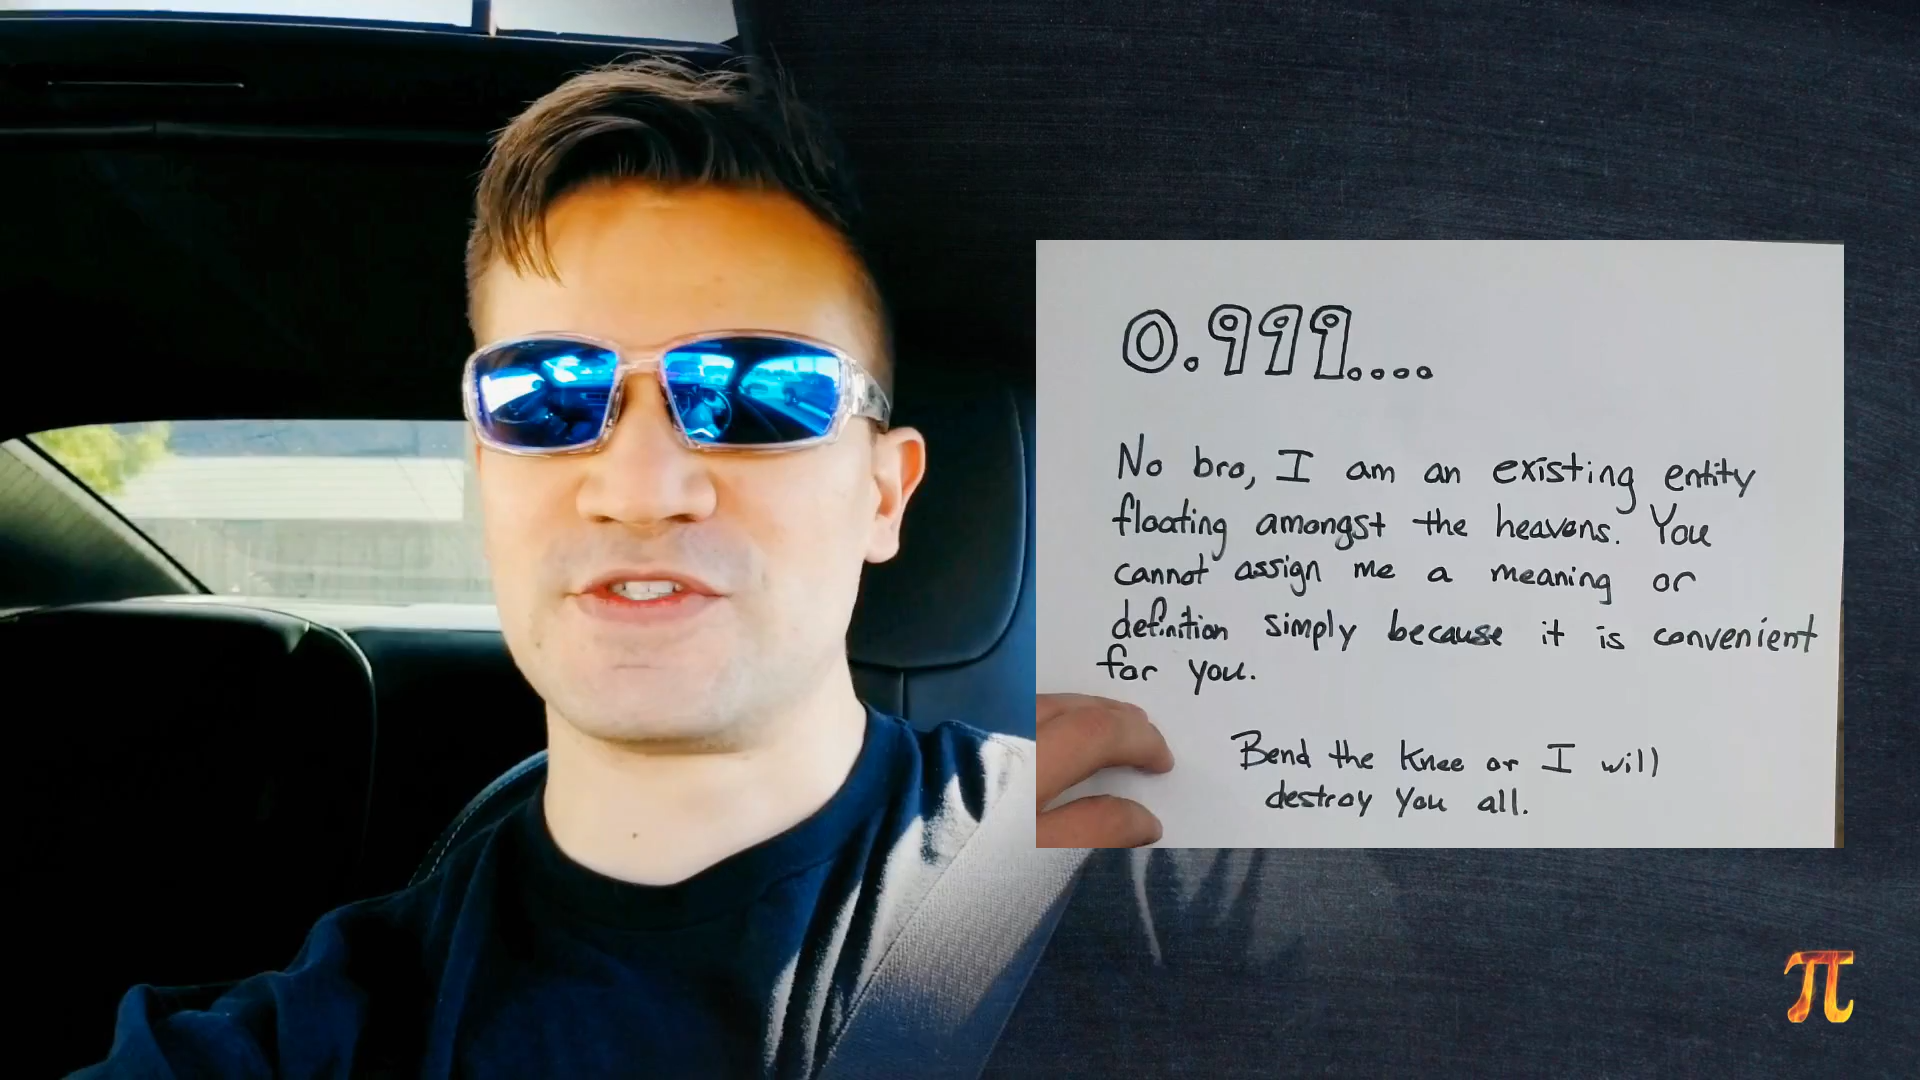 0.999....
No bro, I am an existing entity
floating amongst the heavens. You
cannot assign me a meaning or
definition simply because it is convenient
for you.
Bend the knee or I will
destroy you all.
π